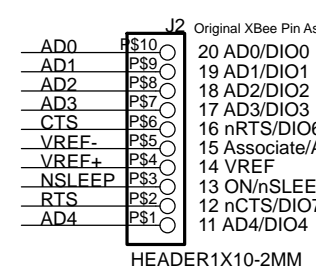 J2 Original XBee Pin As
AD0 P$10 20 AD0/DIO0
AD1 P$9 19 AD1/DIO1
AD2 P$8 18 AD2/DIO2
AD3 P$7 17 AD3/DIO3
CTS P$6 16 nRTS/DIO6
VREF- P$5 15 Associate/A
VREF+ P$4 14 VREF
NSLEEP P$3 13 ON/nSLEE
RTS P$2 12 nCTS/DIO7
AD4 P$1 11 AD4/DIO4
HEADER1X10-2MM